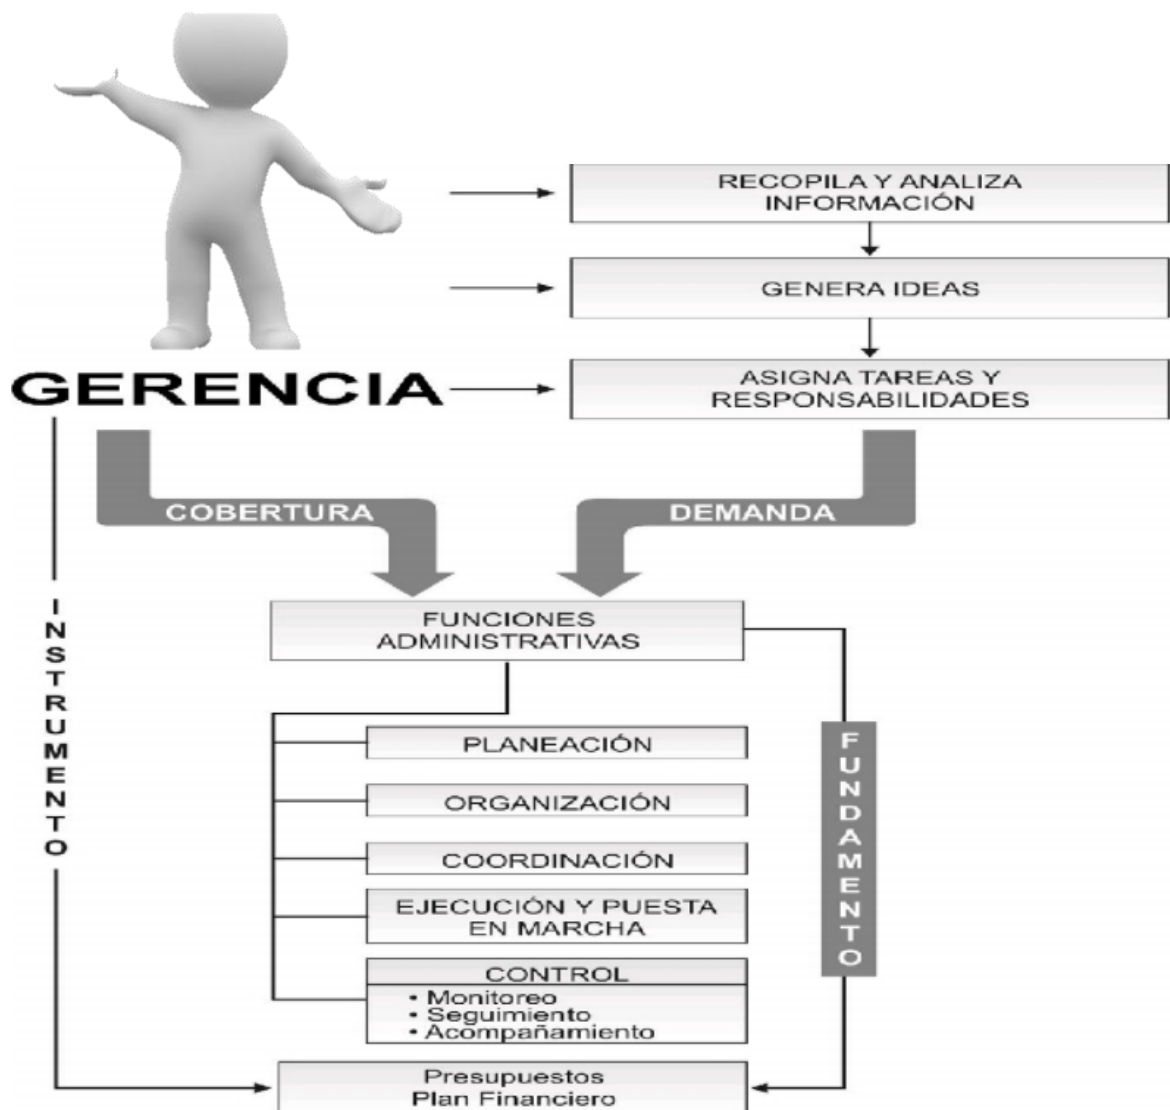 RECOPILA Y ANALIZA
INFORMACIÓN
GENERA IDEAS
GERENCIA
ASIGNA TAREAS Y
RESPONSABILIDADES
COBERTURA
DEMANDA
INSTRUMENTO
FUNCIONES
ADMINISTRATIVAS
PLANEACIÓN
ORGANIZACIÓN
COORDINACIÓN
EJECUCIÓN Y PUESTA
EN MARCHA
CONTROL
• Monitoreo
• Seguimiento
• Acompañamiento
FUNDAMENTO
Presupuestos
Plan Financiero